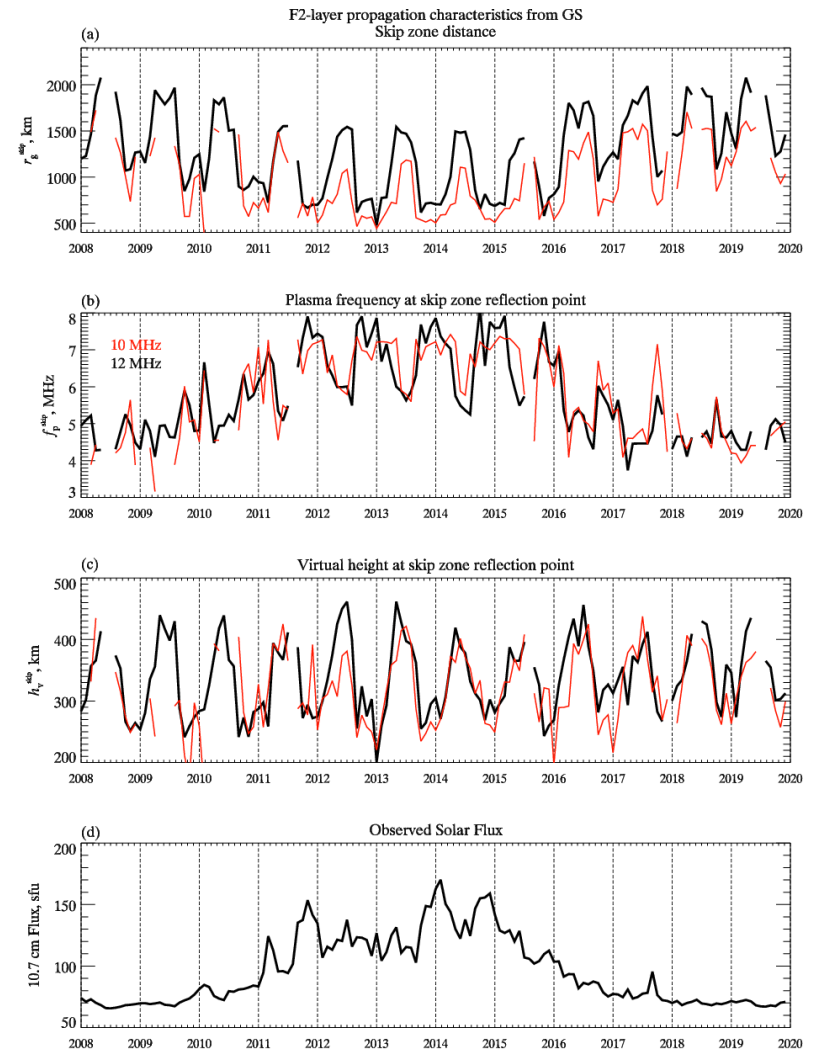 F2-layer propagation characteristics from GS
(a) Skip zone distance
2000
1500
1000
500
r_g^skip, km
2008 2009 2010 2011 2012 2013 2014 2015 2016 2017 2018 2019 2020
(b) Plasma frequency at skip zone reflection point
8
7
6
5
4
3
10 MHz
12 MHz
f_p^skip, MHz
2008 2009 2010 2011 2012 2013 2014 2015 2016 2017 2018 2019 2020
(c) Virtual height at skip zone reflection point
500
400
300
200
h_v^skip, km
2008 2009 2010 2011 2012 2013 2014 2015 2016 2017 2018 2019 2020
(d) Observed Solar Flux
200
150
100
50
10.7 cm Flux, sfu
2008 2009 2010 2011 2012 2013 2014 2015 2016 2017 2018 2019 2020